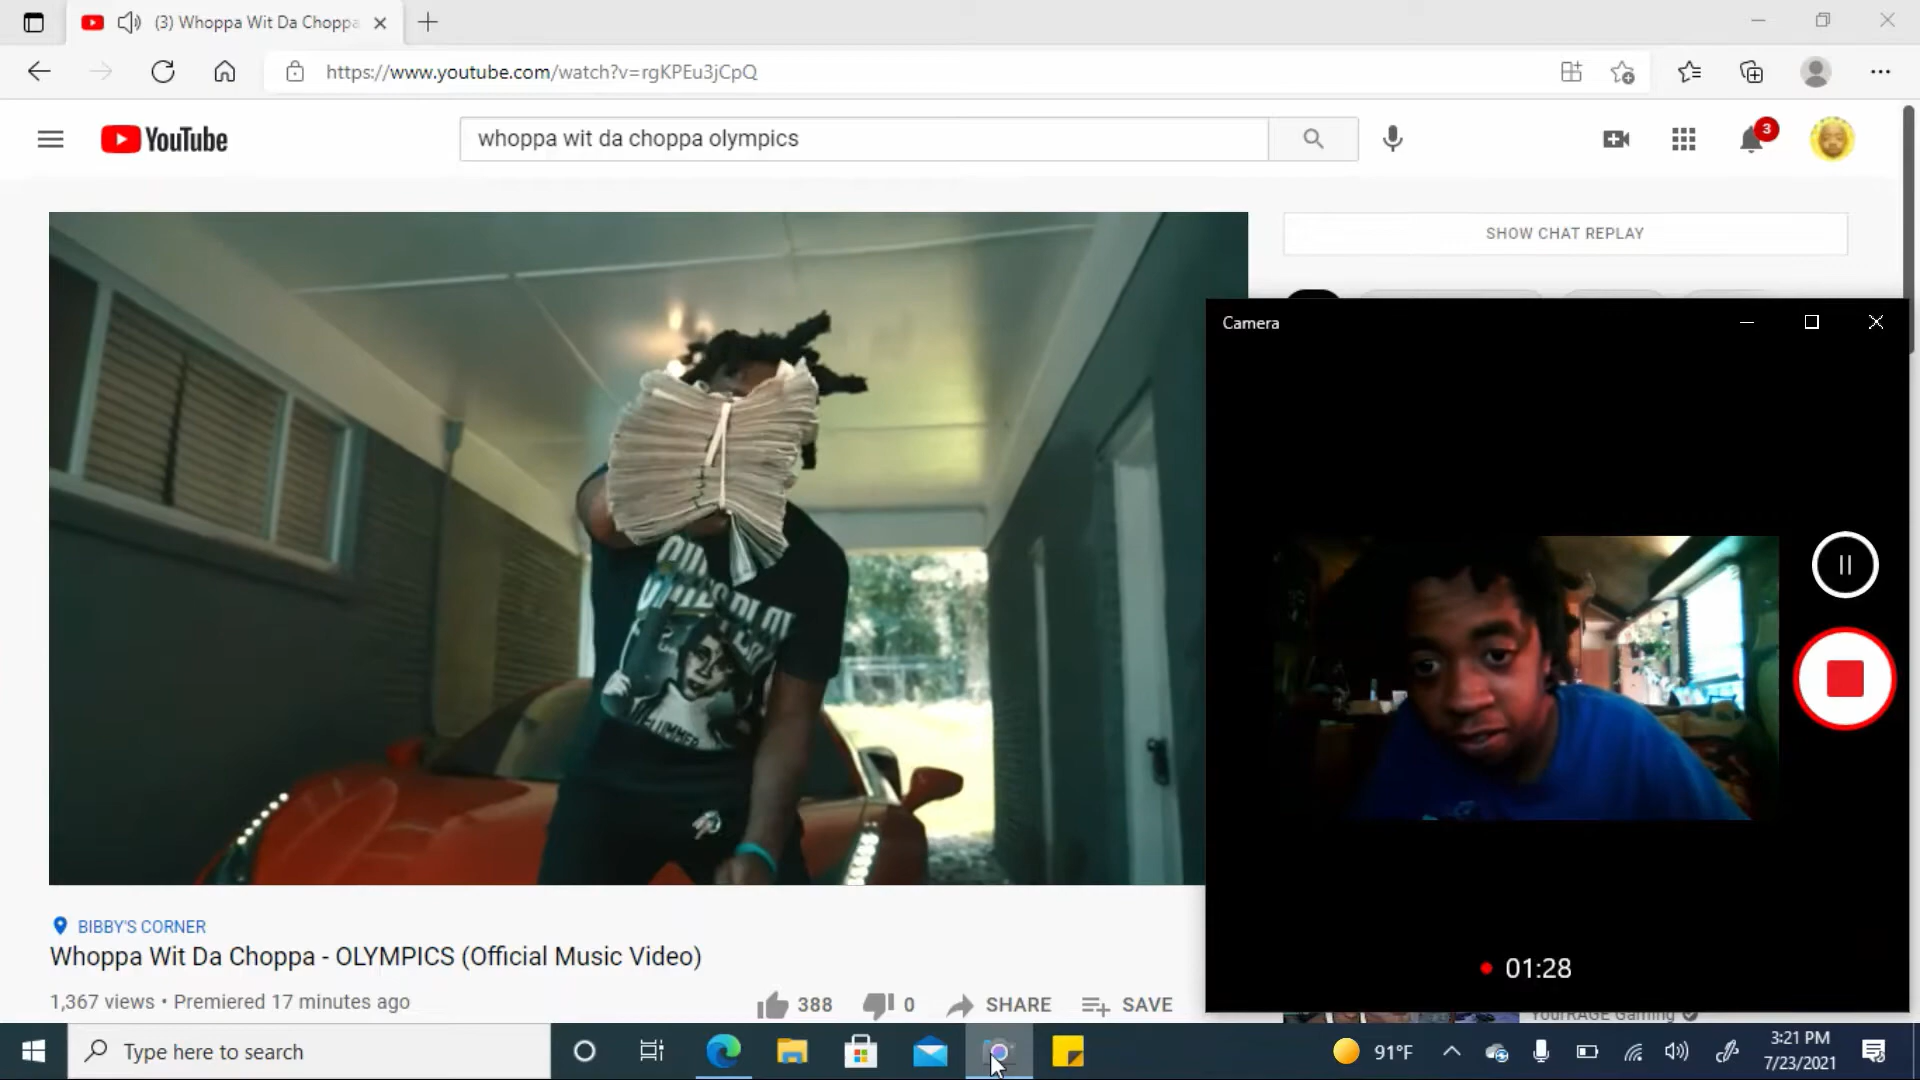 (3) Whoppa Wit Da Choppa
https://www.youtube.com/watch?v=rgKPEu3jCpQ
YouTube
whoppa wit da choppa olympics
3
SHOW CHAT REPLAY
Camera
01:28
BIBBY'S CORNER
Whoppa Wit Da Choppa - OLYMPICS (Official Music Video)
1,367 views • Premiered 17 minutes ago
388
0
SHARE
SAVE
YourRAGE Gaming
Type here to search
91°F
3:21 PM
7/23/2021